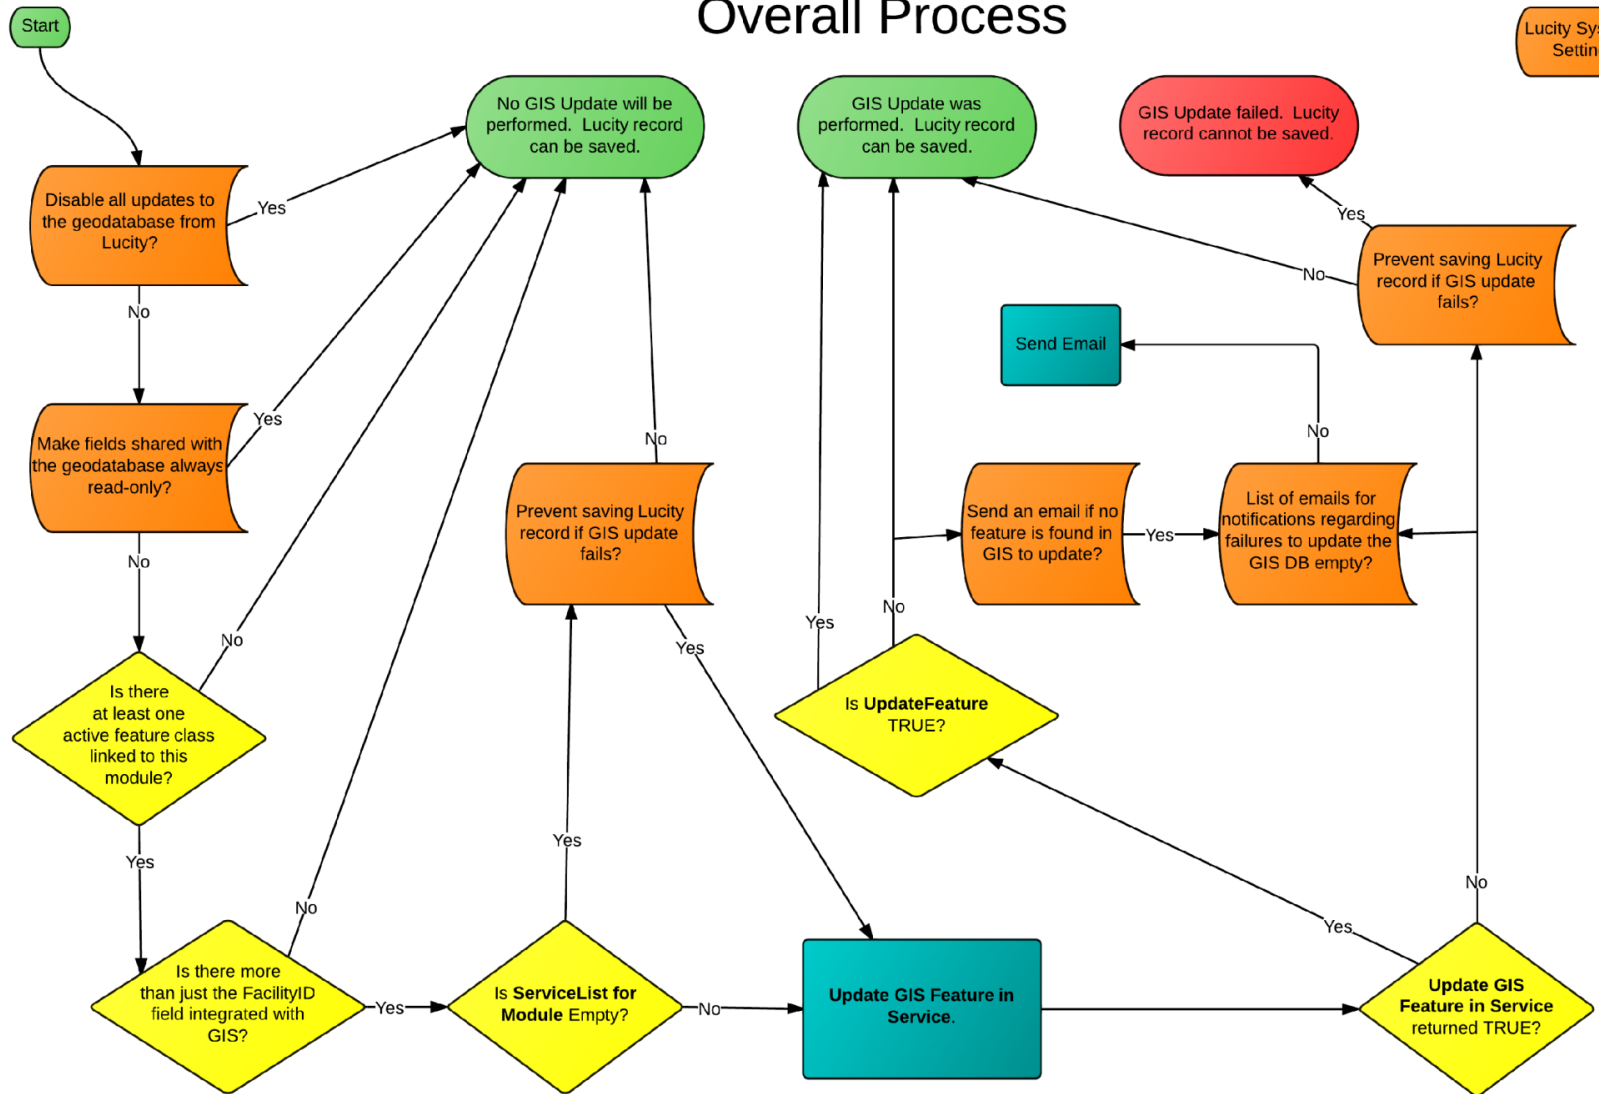 Overall Process
Start
Lucity Sys
Settin
No GIS Update will be
performed.  Lucity record
can be saved.
GIS Update was
performed.  Lucity record
can be saved.
GIS Update failed.  Lucity
record cannot be saved.
Disable all updates to
the geodatabase from
Lucity?
Yes
No
Yes
No
Prevent saving Lucity
record if GIS update
fails?
Send Email
Make fields shared with
the geodatabase always
read-only?
Yes
No
No
Prevent saving Lucity
record if GIS update
fails?
No
Yes
Send an email if no
feature is found in
GIS to update?
Yes
List of emails for
notifications regarding
failures to update the
GIS DB empty?
No
Is there
at least one
active feature class
linked to this
module?
No
Yes
Is UpdateFeature
TRUE?
Yes
No
Is there more
than just the FacilityID
field integrated with
GIS?
No
Yes
Is ServiceList for
Module Empty?
Yes
No
Update GIS Feature in
Service.
Update GIS
Feature in Service
returned TRUE?
Yes
No